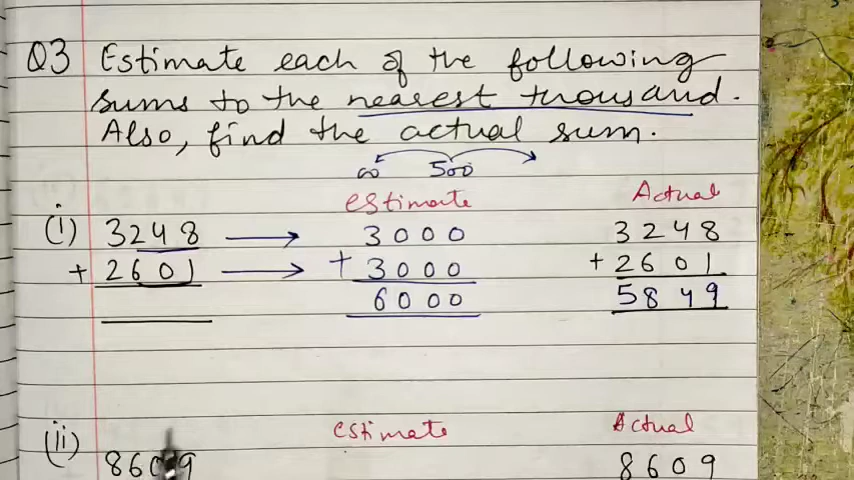 Q3 Estimate each of the following
sums to the nearest thousand.
Also, find the actual sum.
500
estimate Actual
(i) 3248 → 3000 3248
+ 2601 → + 3000 + 2601
6000 5849
(ii) estimate Actual
8609 8609